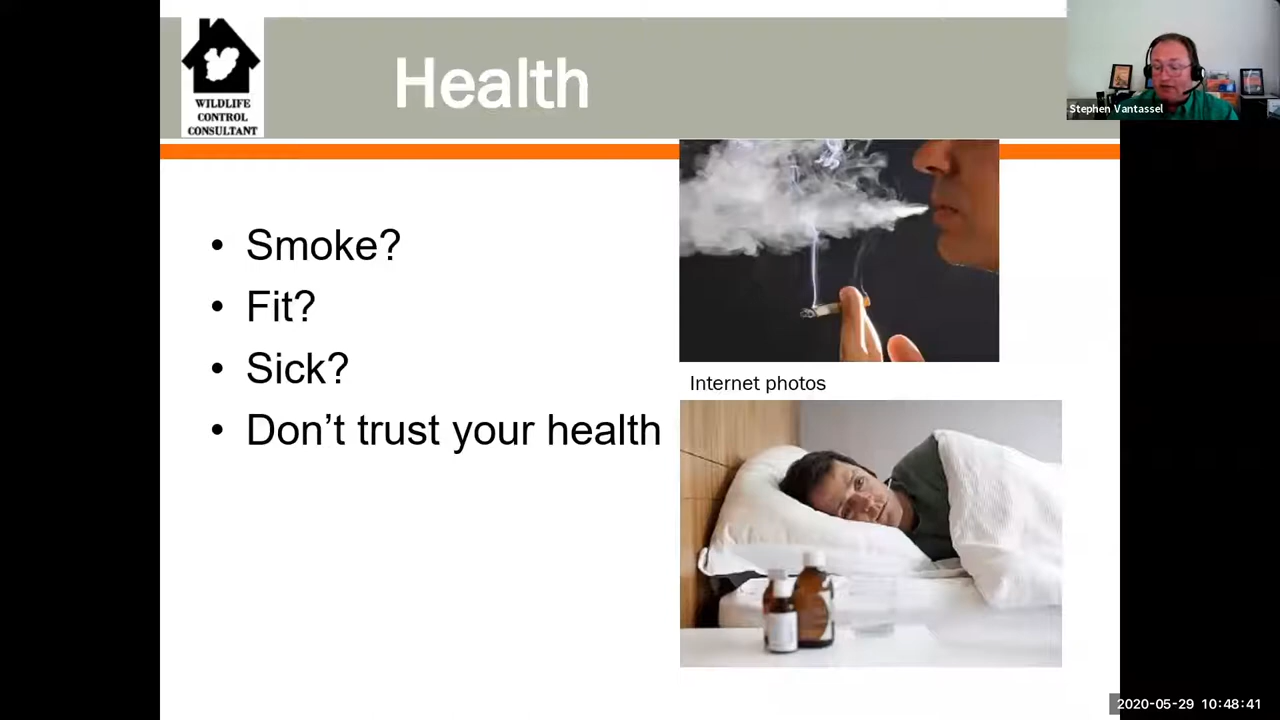 WILDLIFE
CONTROL
CONSULTANT
Health
Stephen Vantassel
• Smoke?
• Fit?
• Sick?
• Don’t trust your health
Internet photos
2020-05-29 10:48:41